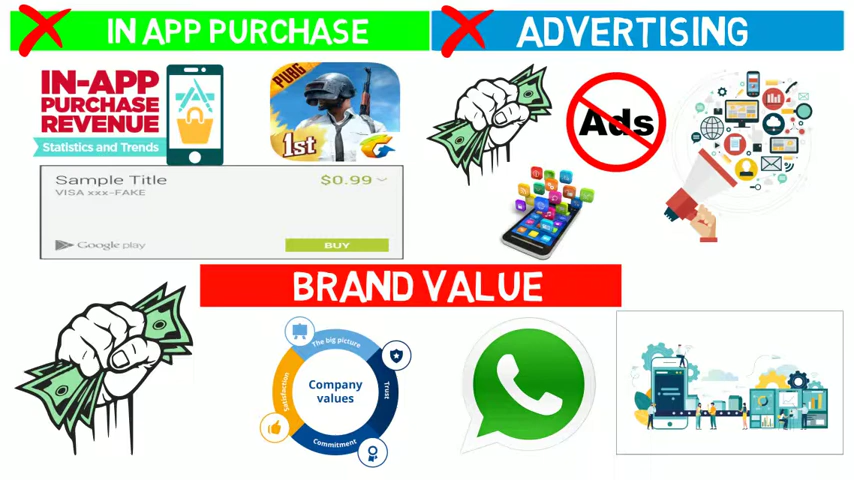 IN APP PURCHASE
ADVERTISING
IN-APP
PURCHASE
REVENUE
Statistics and Trends
PUBG
1st
Ads
Sample Title
$0.99
VISA xxx-FAKE
Google play
BUY
BRAND VALUE
The big picture
Satisfaction
Company
values
Trust
Commitment